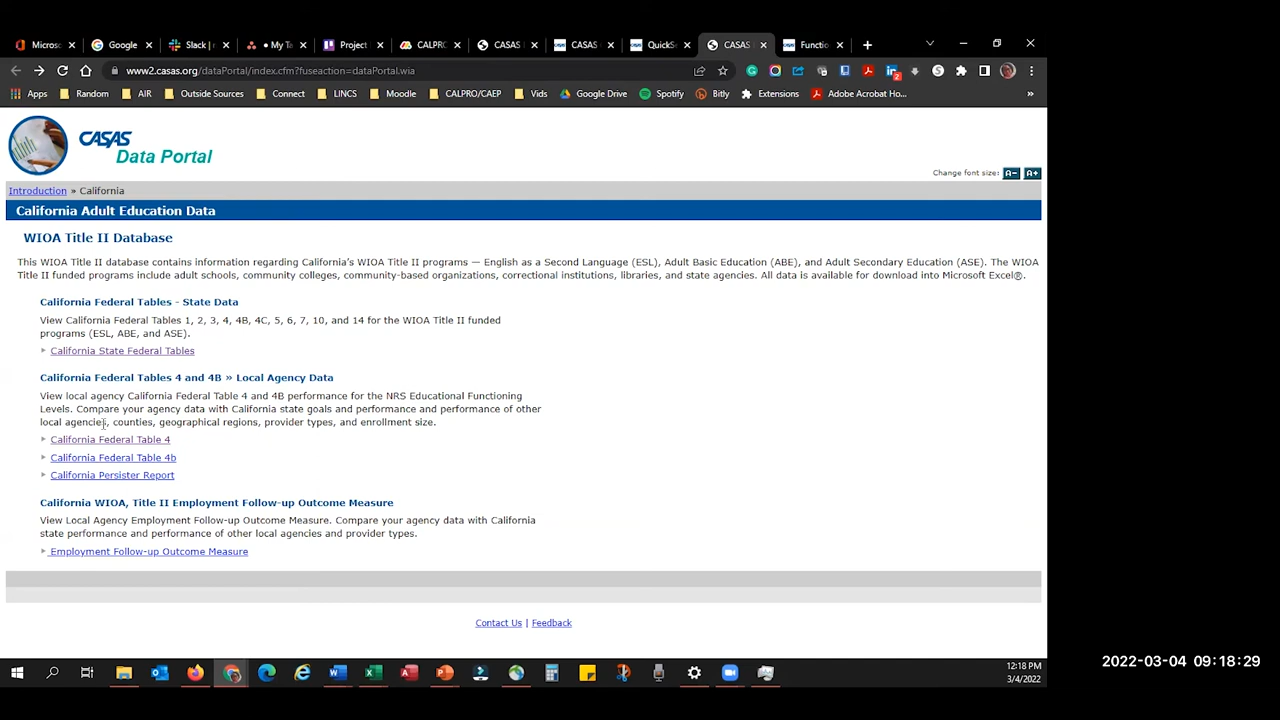 Micros
Google
Slack |
• My Ta
Project
CALPRO
CASAS
CASAS
QuickS
CASAS
Functio
www2.casas.org/dataPortal/index.cfm?fuseaction=dataPortal.wia
Apps
Random
AIR
Outside Sources
Connect
LINCS
Moodle
CALPRO/CAEP
Vids
Google Drive
Spotify
Bitly
Extensions
Adobe Acrobat Ho...
»
CASAS
Data Portal
Change font size: A- A+
Introduction » California
California Adult Education Data
WIOA Title II Database
This WIOA Title II database contains information regarding California's WIOA Title II programs — English as a Second Language (ESL), Adult Basic Education (ABE), and Adult Secondary Education (ASE). The WIOA
Title II funded programs include adult schools, community colleges, community-based organizations, correctional institutions, libraries, and state agencies. All data is available for download into Microsoft Excel®.
California Federal Tables - State Data
View California Federal Tables 1, 2, 3, 4, 4B, 4C, 5, 6, 7, 10, and 14 for the WIOA Title II funded
programs (ESL, ABE, and ASE).
California State Federal Tables
California Federal Tables 4 and 4B » Local Agency Data
View local agency California Federal Table 4 and 4B performance for the NRS Educational Functioning
Levels. Compare your agency data with California state goals and performance and performance of other
local agencies, counties, geographical regions, provider types, and enrollment size.
California Federal Table 4
California Federal Table 4b
California Persister Report
California WIOA, Title II Employment Follow-up Outcome Measure
View Local Agency Employment Follow-up Outcome Measure. Compare your agency data with California
state performance and performance of other local agencies and provider types.
Employment Follow-up Outcome Measure
Contact Us | Feedback
12:18 PM
3/4/2022
2022-03-04 09:18:29